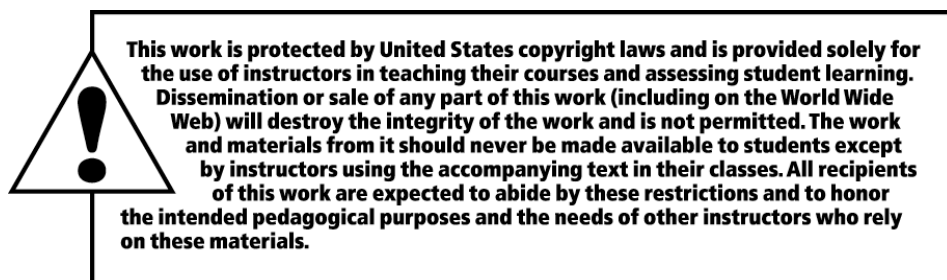 This work is protected by United States copyright laws and is provided solely for
the use of instructors in teaching their courses and assessing student learning.
Dissemination or sale of any part of this work (including on the World Wide
Web) will destroy the integrity of the work and is not permitted. The work
and materials from it should never be made available to students except
by instructors using the accompanying text in their classes. All recipients
of this work are expected to abide by these restrictions and to honor
the intended pedagogical purposes and the needs of other instructors who rely
on these materials.